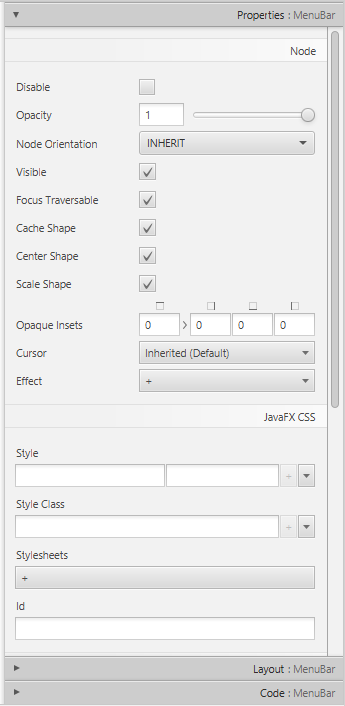 Properties : MenuBar
Node
Disable
Opacity 1
Node Orientation INHERIT
Visible
Focus Traversable
Cache Shape
Center Shape
Scale Shape
Opaque Insets 0 0 0 0
Cursor Inherited (Default)
Effect +
JavaFX CSS
Style
+
Style Class
+
Stylesheets
+
Id
Layout : MenuBar
Code : MenuBar